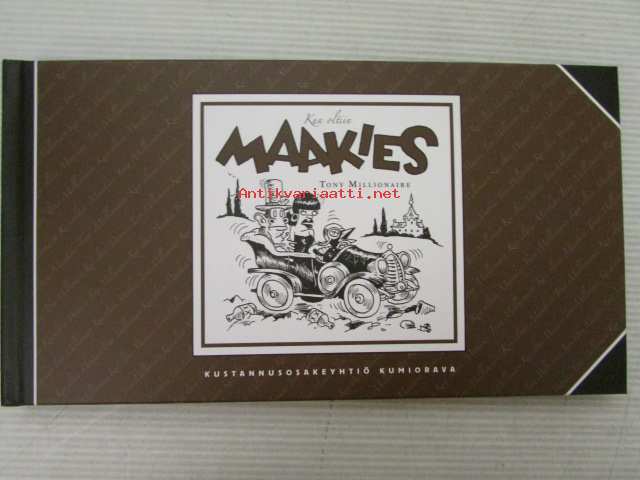 Kun oltiin
MAAKIES
TONY MILLIONAIRE
Antikvariaatti.net
KUSTANNUSOSAKEYHTIÖ KUMIORAVA